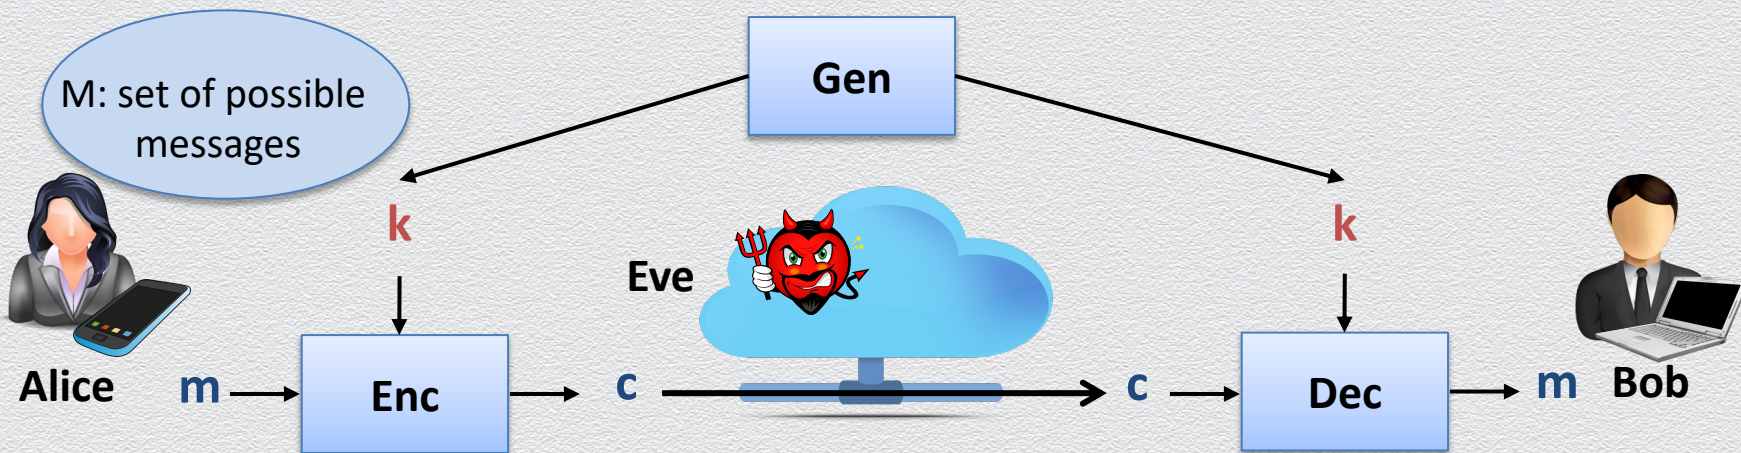 M: set of possible
messages
Gen
k
k
Eve
Alice
m
Enc
c
c
Dec
m
Bob